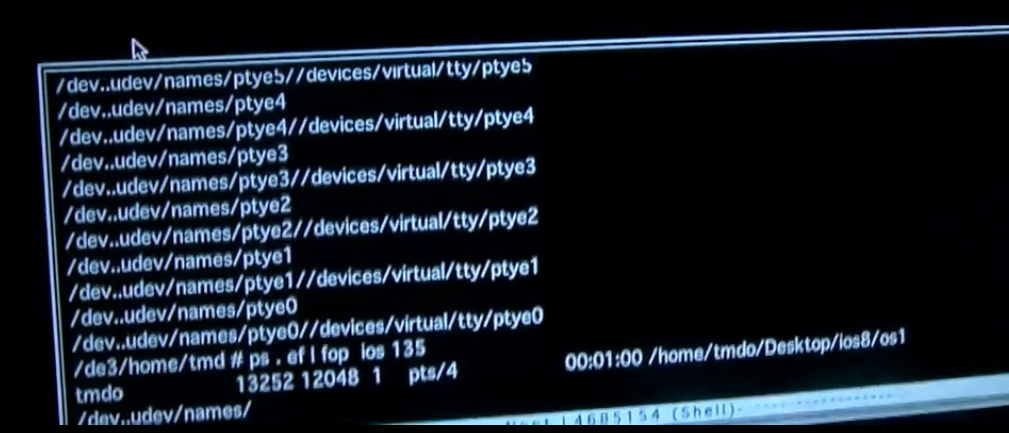 /dev..udev/names/ptye5//devices/virtual/tty/ptye5
/dev..udev/names/ptye4
/dev..udev/names/ptye4//devices/virtual/tty/ptye4
/dev..udev/names/ptye3
/dev..udev/names/ptye3//devices/virtual/tty/ptye3
/dev..udev/names/ptye2
/dev..udev/names/ptye2//devices/virtual/tty/ptye2
/dev..udev/names/ptye1
/dev..udev/names/ptye1//devices/virtual/tty/ptye1
/dev..udev/names/ptye0
/dev..udev/names/ptye0//devices/virtual/tty/ptye0
/de3/home/tmd # ps . ef l fop ios 135
tmdo 13252 12048 1 pts/4 00:01:00 /home/tmdo/Desktop/ios8/os1
/dev..udev/names/
(Shell)